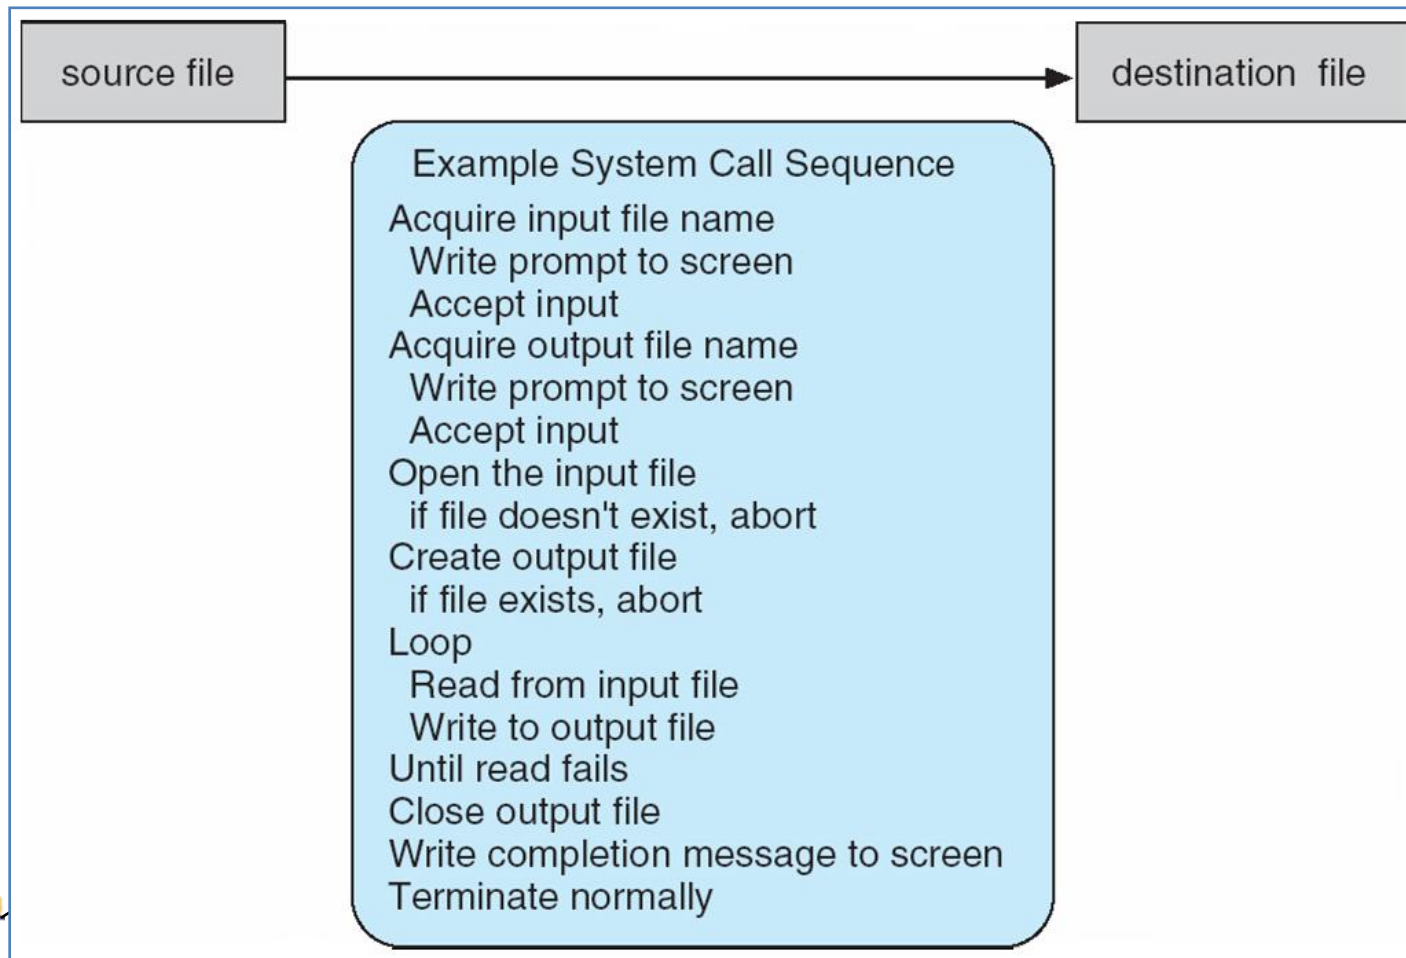 source file
destination file
Example System Call Sequence
Acquire input file name
Write prompt to screen
Accept input
Acquire output file name
Write prompt to screen
Accept input
Open the input file
if file doesn't exist, abort
Create output file
if file exists, abort
Loop
Read from input file
Write to output file
Until read fails
Close output file
Write completion message to screen
Terminate normally